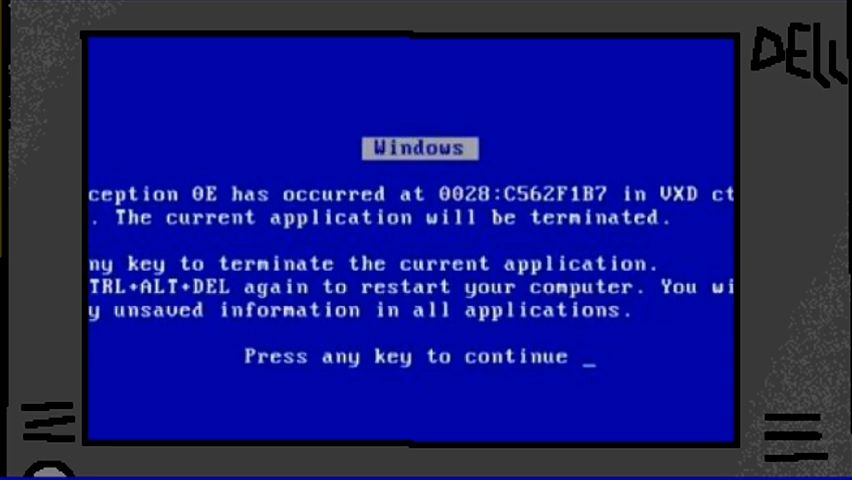 DELL
Windows
ception 0E has occurred at 0028:C562F1B7 in VXD ct
. The current application will be terminated.
ny key to terminate the current application.
TRL+ALT+DEL again to restart your computer. You wi
y unsaved information in all applications.
Press any key to continue _